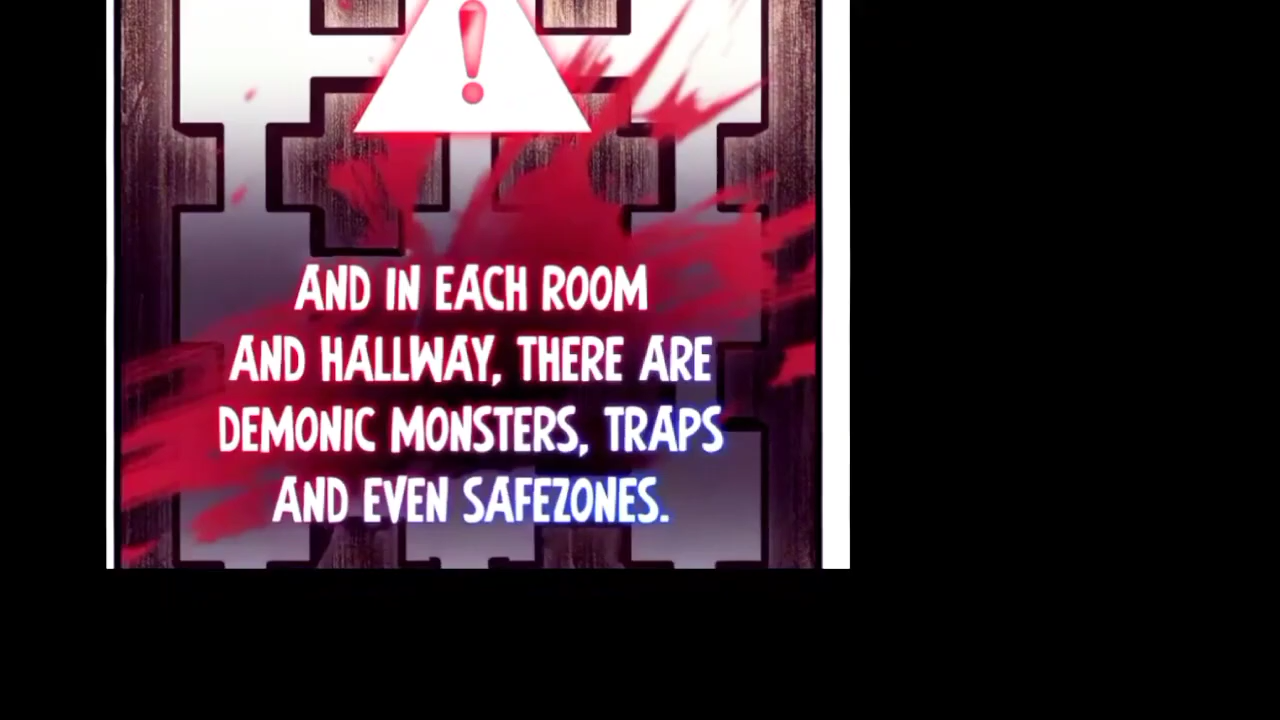 !
AND IN EACH ROOM
AND HALLWAY, THERE ARE
DEMONIC MONSTERS, TRAPS
AND EVEN SAFEZONES.